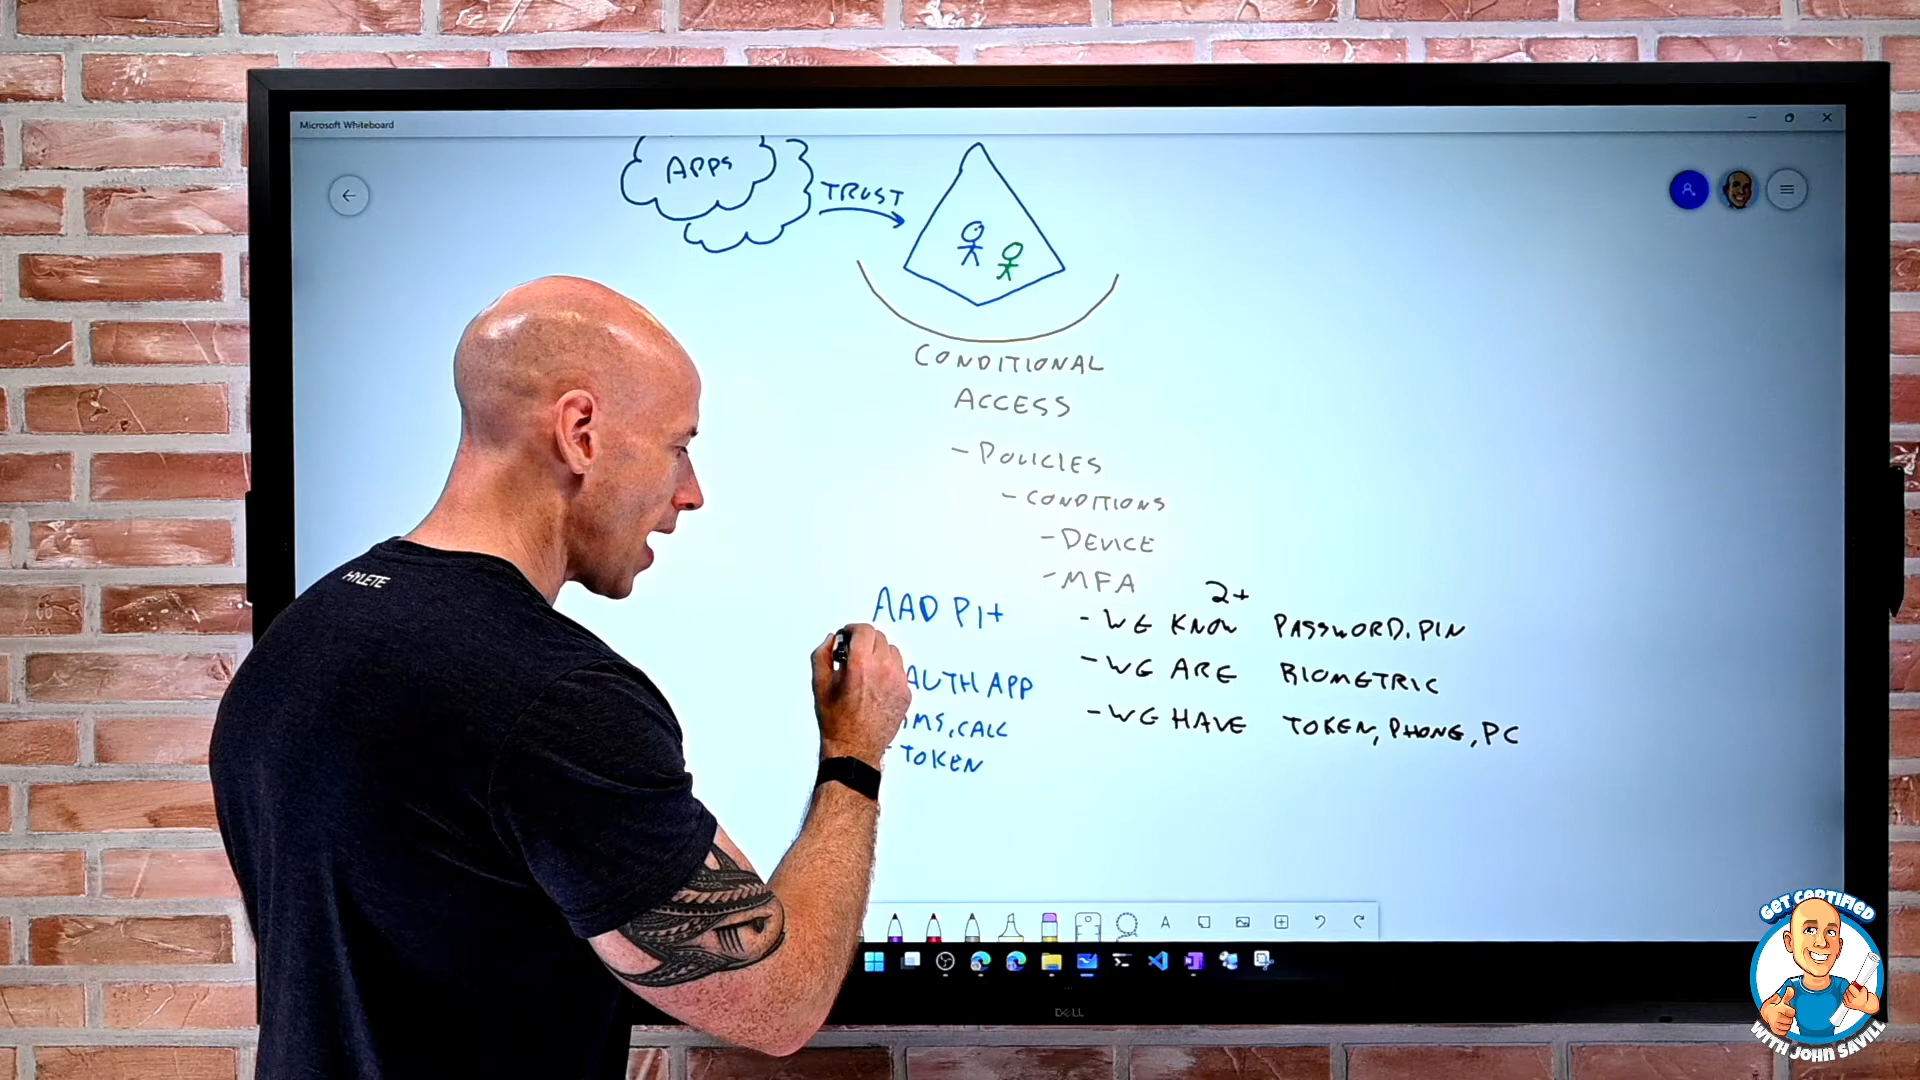 Microsoft Whiteboard
APPS
TRUST
CONDITIONAL
ACCESS
- POLICIES
- CONDITIONS
- DEVICE
- MFA
2+
AAD P1+
- WE KNOW PASSWORD, PIN
- WE ARE BIOMETRIC
AUTH APP
- WE HAVE TOKEN, PHONE, PC
SMS, CALL
TOKEN
HYLETE
DELL
GET CERTIFIED
WITH JOHN SAVILL